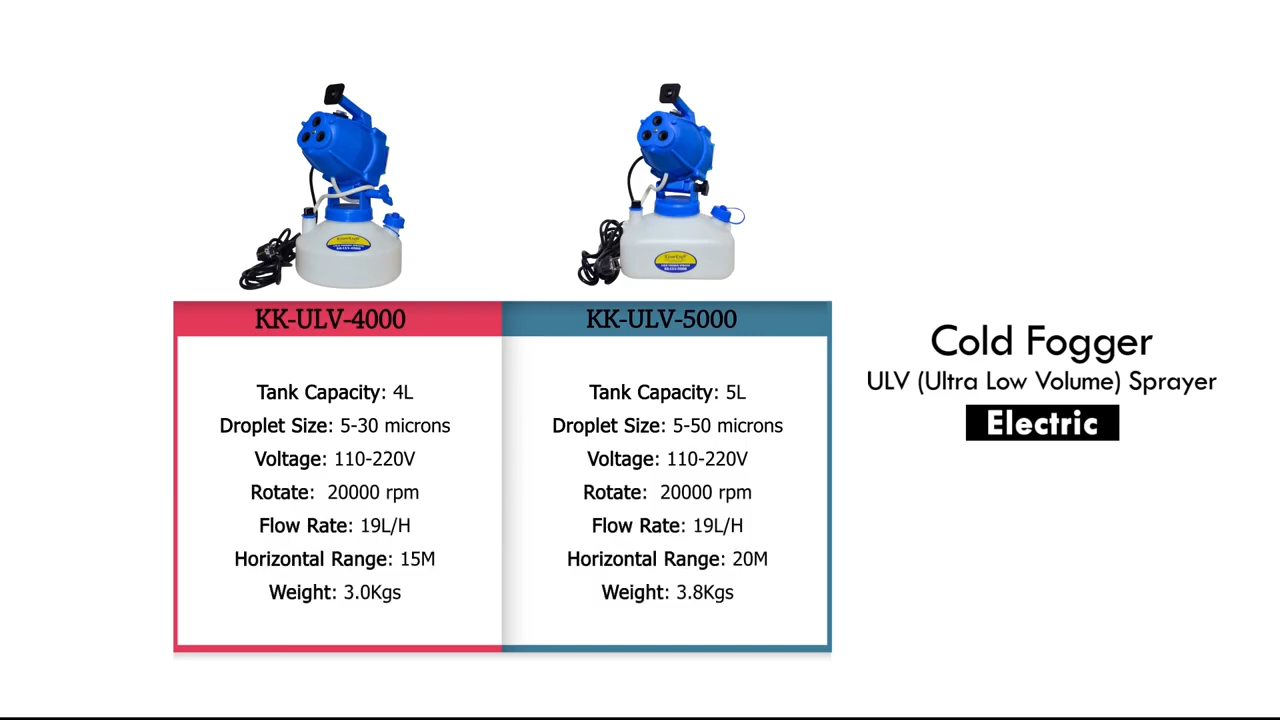 KK-ULV-4000
Tank Capacity: 4L
Droplet Size: 5-30 microns
Voltage: 110-220V
Rotate: 20000 rpm
Flow Rate: 19L/H
Horizontal Range: 15M
Weight: 3.0Kgs
KK-ULV-5000
Tank Capacity: 5L
Droplet Size: 5-50 microns
Voltage: 110-220V
Rotate: 20000 rpm
Flow Rate: 19L/H
Horizontal Range: 20M
Weight: 3.8Kgs
Cold Fogger
ULV (Ultra Low Volume) Sprayer
Electric